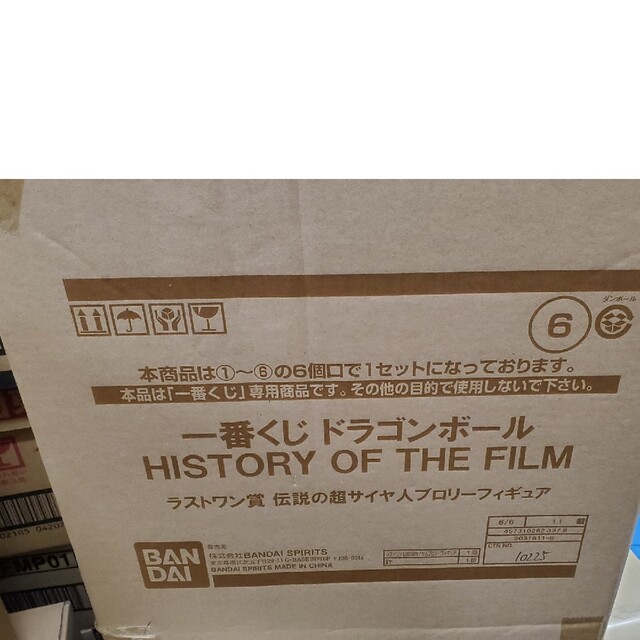 ダンボール
6
本商品は①～⑥の6個口で1セットになっております。
本品は「一番くじ」専用商品です。その他の目的で使用しないで下さい。
一番くじ ドラゴンボール
HISTORY OF THE FILM
ラストワン賞 伝説の超サイヤ人ブロリーフィギュア
BAN
DAI
発売元
株式会社BANDAI SPIRITS
BANDAI SPIRITS MADE IN CHINA
6/6 1.1
CTN NO.
10225
EMP01